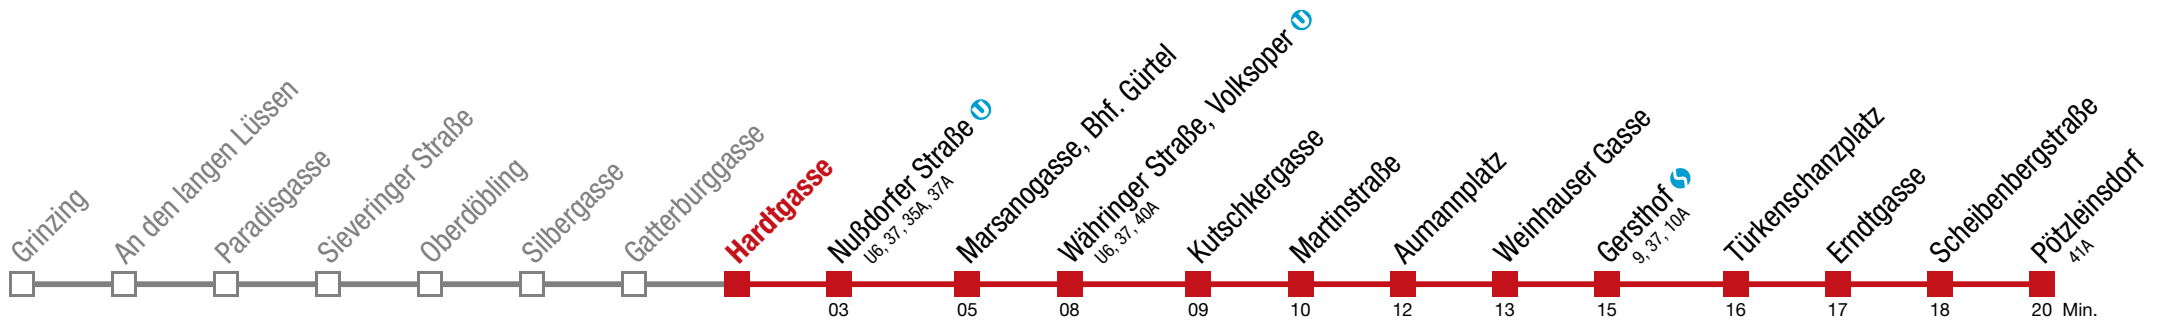 Grinzing
An den langen Lüssen
Paradisgasse
Sieveringer Straße
Oberdöbling
Silbergasse
Gatterburggasse
Hardtgasse
Nußdorfer Straße U
U6, 37, 35A, 37A
Marsanogasse, Bhf. Gürtel
Währinger Straße, Volksoper U
U6, 37, 40A
Kutschkergasse
Martinstraße
Aumannplatz
Weinhauser Gasse
Gersthof S
9, 37, 10A
Türkenschanzplatz
Erndtgasse
Scheibenbergstraße
Pötzleinsdorf
41A
03 05 08 09 10 12 13 15 16 17 18 20 Min.